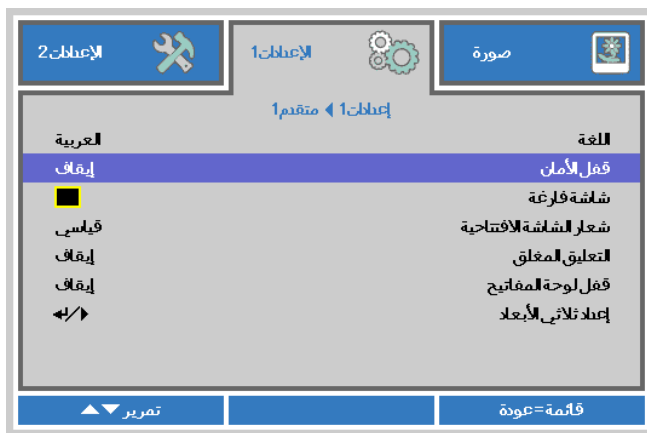 صورة
الإعدادات1
الإعدادات2
إعدادات1 ◀ متقدم1
اللغة العربية
قفل الأمان إيقاف
شاشة فارغة
شعار الشاشة الافتتاحية قياسي
التعليق المغلق إيقاف
قفل لوحة المفاتيح إيقاف
إعداد ثلاثي الأبعاد
قائمة=عودة
تمرير ▼▲